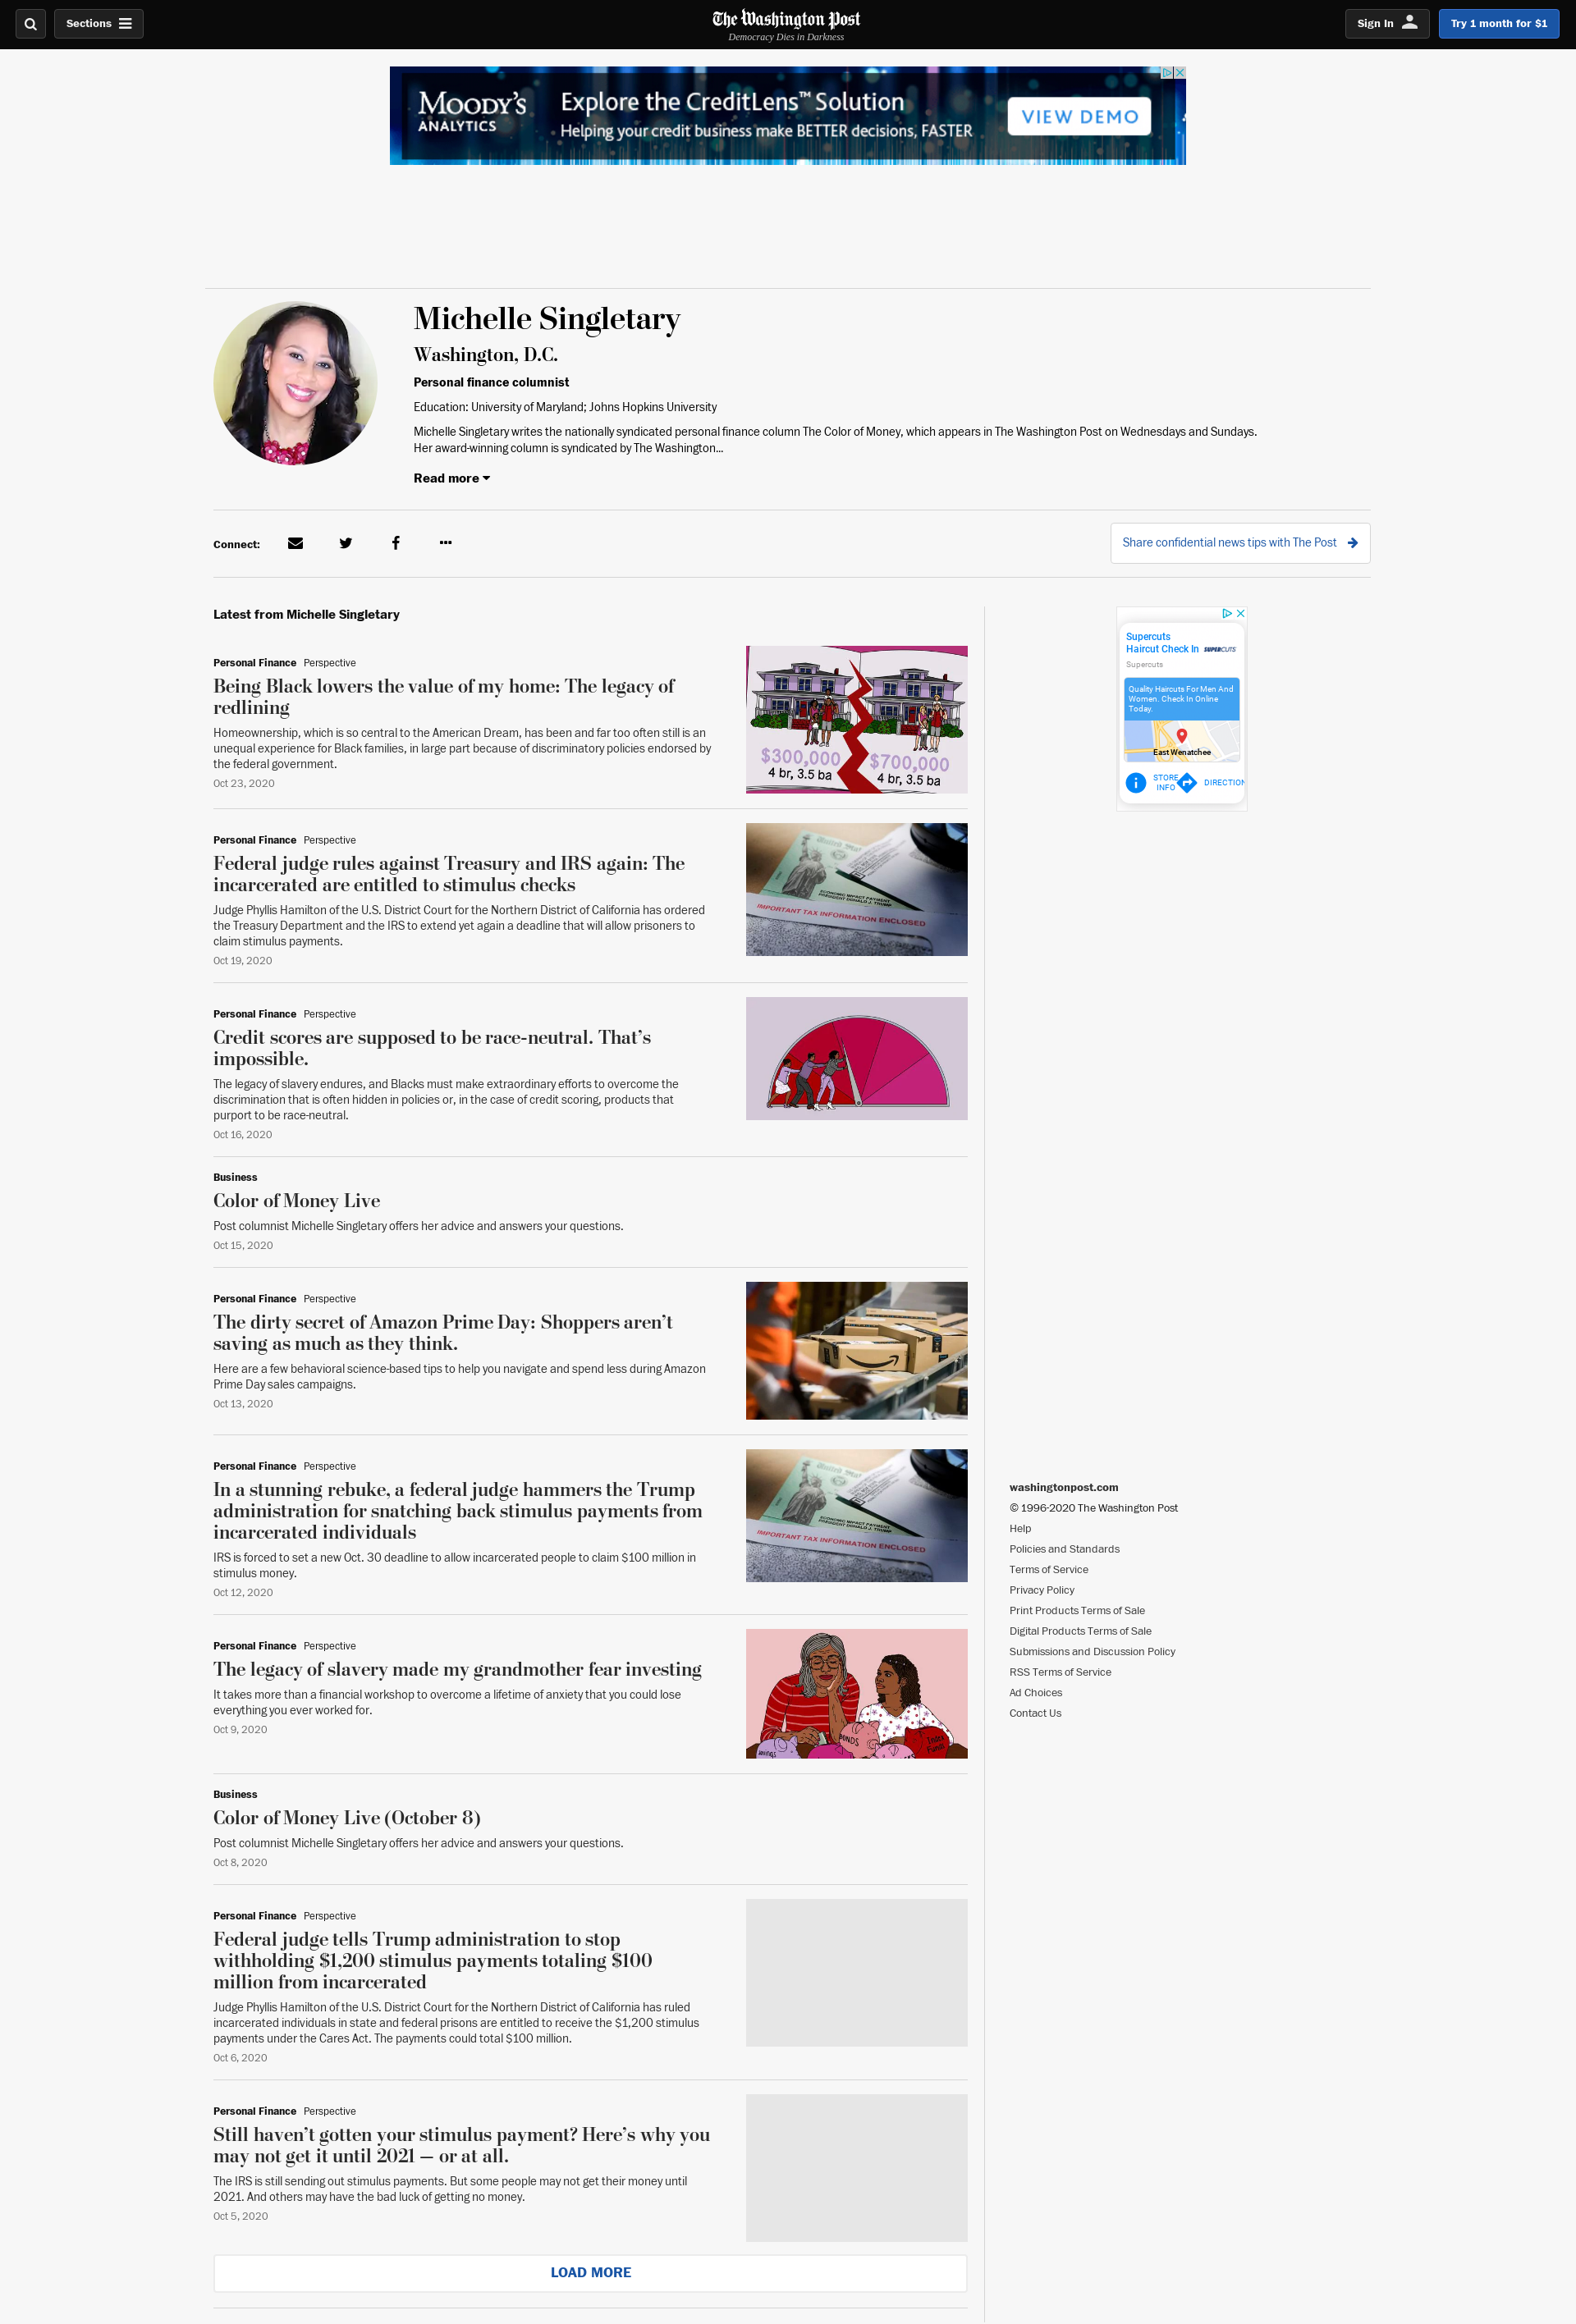 Sections
The Washington Post
Democracy Dies in Darkness
Sign In
Try 1 month for $1
MOODY'S
ANALYTICS
Explore the CreditLens™ Solution
Helping your credit business make BETTER decisions, FASTER
VIEW DEMO
Michelle Singletary
Washington, D.C.
Personal finance columnist
Education: University of Maryland; Johns Hopkins University
Michelle Singletary writes the nationally syndicated personal finance column The Color of Money, which appears in The Washington Post on Wednesdays and Sundays.
Her award-winning column is syndicated by The Washington...
Read more
Connect:
Share confidential news tips with The Post
Latest from Michelle Singletary
Personal Finance Perspective
Being Black lowers the value of my home: The legacy of
redlining
Homeownership, which is so central to the American Dream, has been and far too often still is an
unequal experience for Black families, in large part because of discriminatory policies endorsed by
the federal government.
Oct 23, 2020
$300,000
4 br, 3.5 ba
$700,000
4 br, 3.5 ba
Supercuts
Haircut Check In
SUPERCUTS
Supercuts
Quality Haircuts For Men And
Women. Check In Online
Today.
East Wenatchee
STORE
INFO
DIRECTION
Personal Finance Perspective
Federal judge rules against Treasury and IRS again: The
incarcerated are entitled to stimulus checks
Judge Phyllis Hamilton of the U.S. District Court for the Northern District of California has ordered
the Treasury Department and the IRS to extend yet again a deadline that will allow prisoners to
claim stimulus payments.
Oct 19, 2020
ECONOMIC IMPACT PAYMENT
PRESIDENT DONALD J. TRUMP
IMPORTANT TAX INFORMATION ENCLOSED
Personal Finance Perspective
Credit scores are supposed to be race-neutral. That's
impossible.
The legacy of slavery endures, and Blacks must make extraordinary efforts to overcome the
discrimination that is often hidden in policies or, in the case of credit scoring, products that
purport to be race-neutral.
Oct 16, 2020
Business
Color of Money Live
Post columnist Michelle Singletary offers her advice and answers your questions.
Oct 15, 2020
Personal Finance Perspective
The dirty secret of Amazon Prime Day: Shoppers aren't
saving as much as they think.
Here are a few behavioral science-based tips to help you navigate and spend less during Amazon
Prime Day sales campaigns.
Oct 13, 2020
Personal Finance Perspective
In a stunning rebuke, a federal judge hammers the Trump
administration for snatching back stimulus payments from
incarcerated individuals
IRS is forced to set a new Oct. 30 deadline to allow incarcerated people to claim $100 million in
stimulus money.
Oct 12, 2020
ECONOMIC IMPACT PAYMENT
PRESIDENT DONALD J. TRUMP
IMPORTANT TAX INFORMATION ENCLOSED
Personal Finance Perspective
The legacy of slavery made my grandmother fear investing
It takes more than a financial workshop to overcome a lifetime of anxiety that you could lose
everything you ever worked for.
Oct 9, 2020
BONDS
Index
Fund
Savings
Business
Color of Money Live (October 8)
Post columnist Michelle Singletary offers her advice and answers your questions.
Oct 8, 2020
Personal Finance Perspective
Federal judge tells Trump administration to stop
withholding $1,200 stimulus payments totaling $100
million from incarcerated
Judge Phyllis Hamilton of the U.S. District Court for the Northern District of California has ruled
incarcerated individuals in state and federal prisons are entitled to receive the $1,200 stimulus
payments under the Cares Act. The payments could total $100 million.
Oct 6, 2020
Personal Finance Perspective
Still haven't gotten your stimulus payment? Here's why you
may not get it until 2021 — or at all.
The IRS is still sending out stimulus payments. But some people may not get their money until
2021. And others may have the bad luck of getting no money.
Oct 5, 2020
LOAD MORE
washingtonpost.com
© 1996-2020 The Washington Post
Help
Policies and Standards
Terms of Service
Privacy Policy
Print Products Terms of Sale
Digital Products Terms of Sale
Submissions and Discussion Policy
RSS Terms of Service
Ad Choices
Contact Us